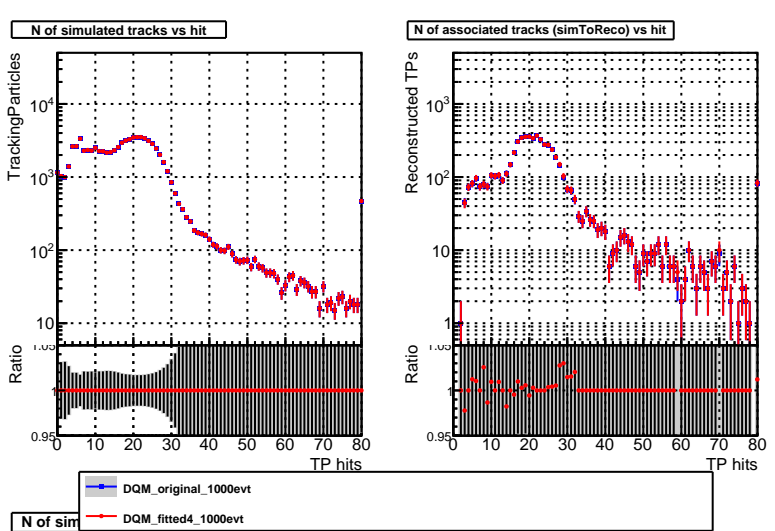 N of simulated tracks vs hit
TrackingParticles
10⁴
10³
10²
10
Ratio
1.05
1
0.95
0 10 20 30 40 50 60 70 80
TP hits
N of associated tracks (simToReco) vs hit
Reconstructed TPs
10³
10²
10
1
Ratio
1.05
1
0.95
0 10 20 30 40 50 60 70 80
TP hits
DQM_original_1000evt
DQM_fitted4_1000evt
N of sim